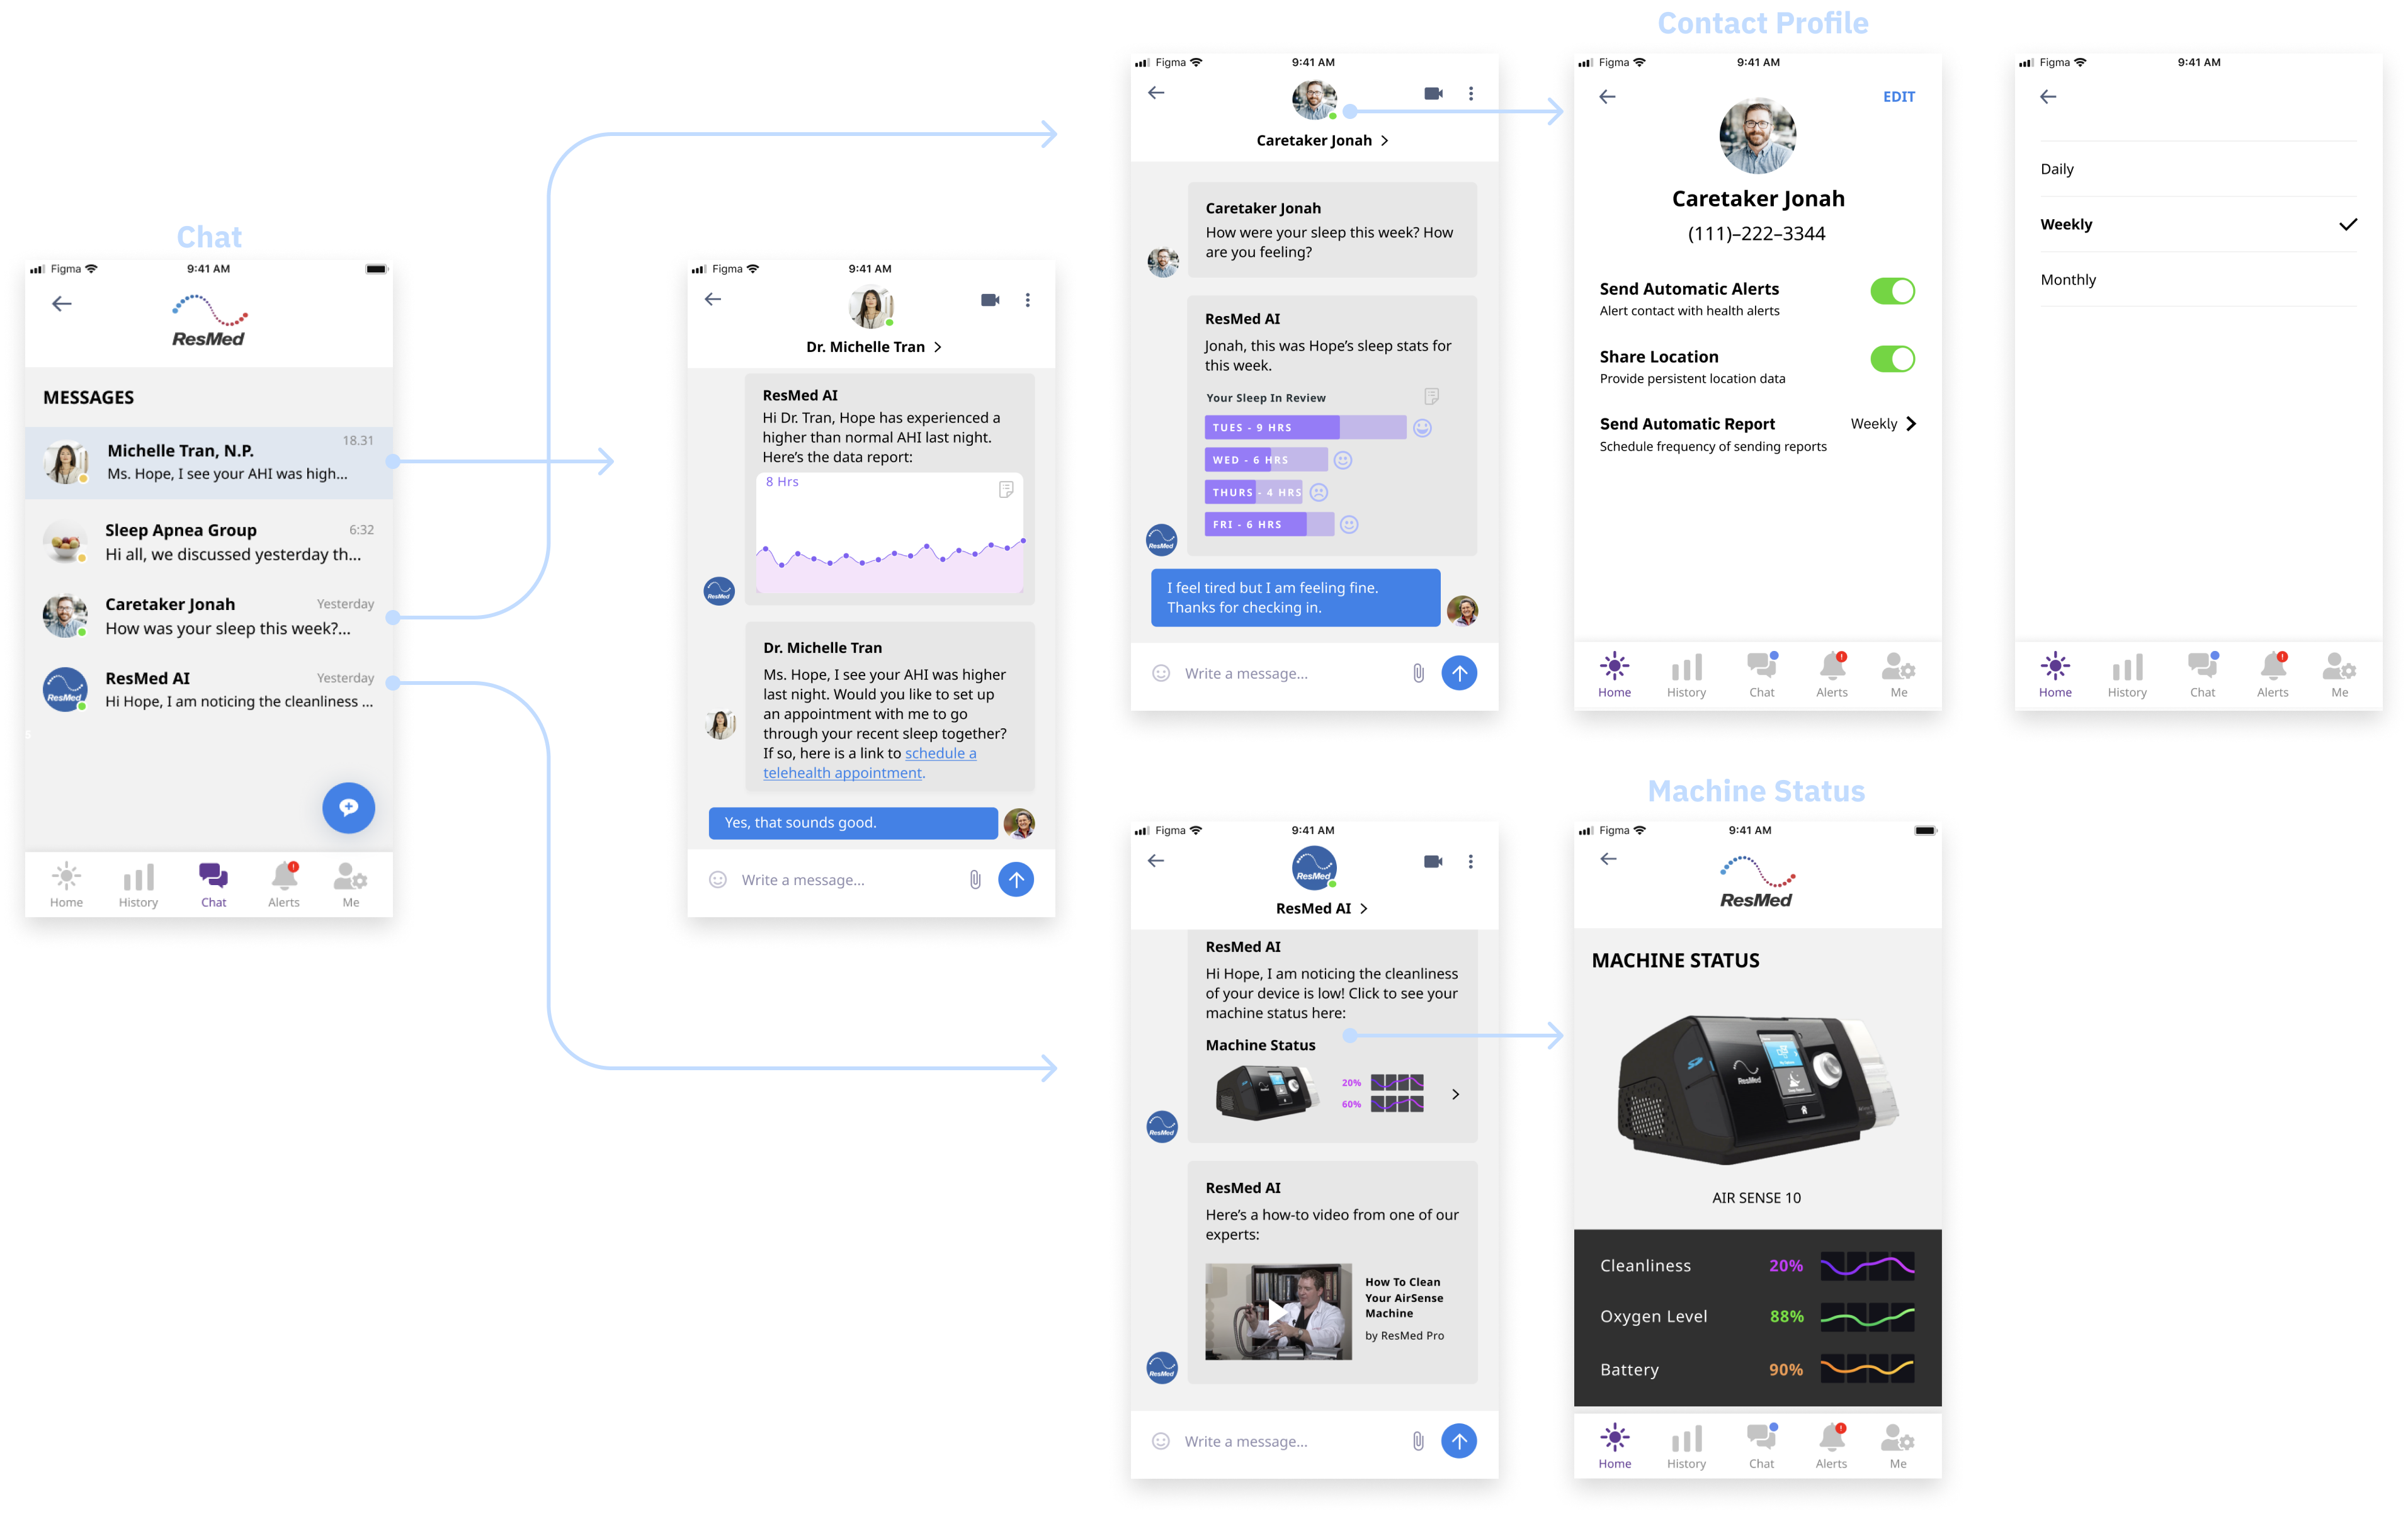 Chat
Figma
9:41 AM
ResMed
MESSAGES
Michelle Tran, N.P.
18.31
Ms. Hope, I see your AHI was high...
Sleep Apnea Group
6:32
Hi all, we discussed yesterday th...
Caretaker Jonah
Yesterday
How was your sleep this week?...
ResMed
ResMed AI
Yesterday
Hi Hope, I am noticing the cleanliness ...
s
Home
History
Chat
Alerts
Me
Figma
9:41 AM
Dr. Michelle Tran
ResMed AI
Hi Dr. Tran, Hope has experienced a
higher than normal AHI last night.
Here's the data report:
8 Hrs
ResMed
Dr. Michelle Tran
Ms. Hope, I see your AHI was higher
last night. Would you like to set up
an appointment with me to go
through your recent sleep together?
If so, here is a link to schedule a
telehealth appointment.
Yes, that sounds good.
Write a message...
Figma
9:41 AM
Caretaker Jonah
Caretaker Jonah
How were your sleep this week? How
are you feeling?
ResMed AI
Jonah, this was Hope's sleep stats for
this week.
Your Sleep In Review
TUES - 9 HRS
WED - 6 HRS
THURS - 4 HRS
FRI - 6 HRS
ResMed
I feel tired but I am feeling fine.
Thanks for checking in.
Write a message...
Contact Profile
Figma
9:41 AM
EDIT
Caretaker Jonah
(111)–222–3344
Send Automatic Alerts
Alert contact with health alerts
Share Location
Provide persistent location data
Send Automatic Report
Weekly
Schedule frequency of sending reports
Home
History
Chat
Alerts
Me
Figma
9:41 AM
Daily
Weekly
Monthly
Home
History
Chat
Alerts
Me
Figma
9:41 AM
ResMed
ResMed AI
ResMed AI
Hi Hope, I am noticing the cleanliness
of your device is low! Click to see your
machine status here:
Machine Status
20%
60%
ResMed
ResMed AI
Here's a how-to video from one of our
experts:
How To Clean
Your AirSense
Machine
by ResMed Pro
ResMed
Write a message...
Machine Status
Figma
9:41 AM
ResMed
MACHINE STATUS
ResMed
AIR SENSE 10
Cleanliness
20%
Oxygen Level
88%
Battery
90%
Home
History
Chat
Alerts
Me